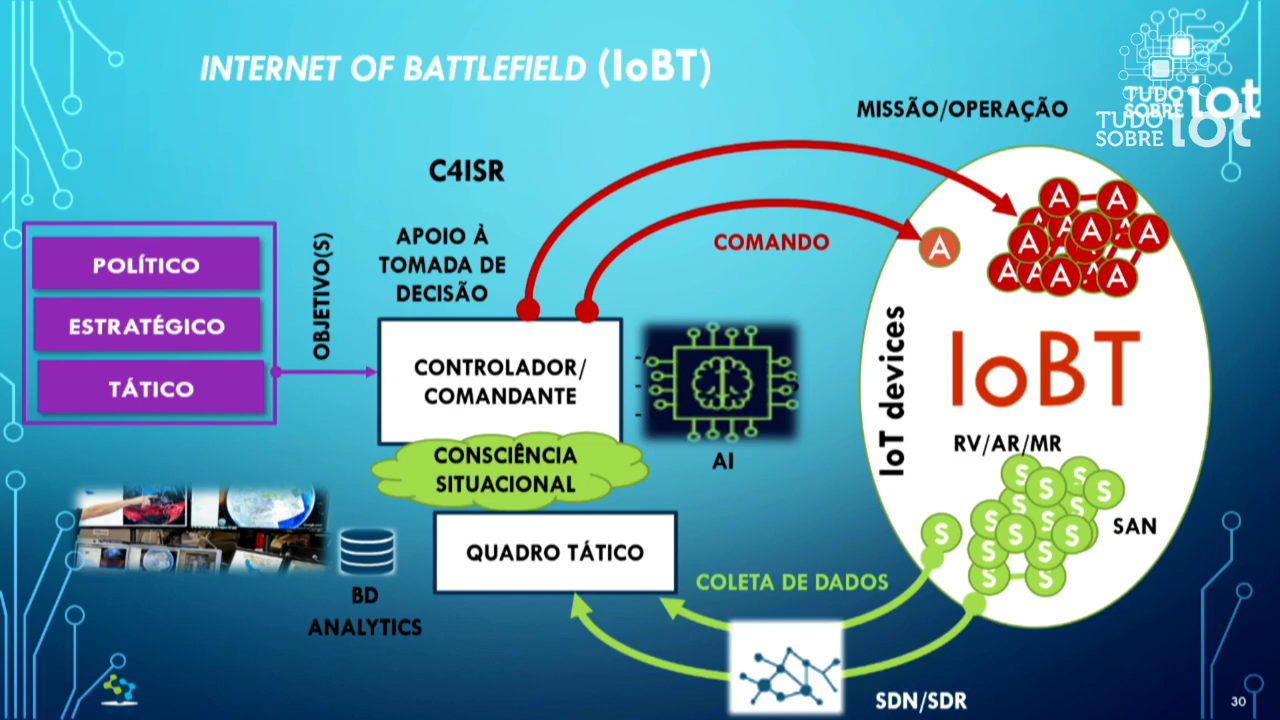 INTERNET OF BATTLEFIELD (IoBT)
TUDO
SOBRE iot
TUDO
SOBRE iot
MISSÃO/OPERAÇÃO
C4ISR
APOIO À
TOMADA DE
DECISÃO
COMANDO
POLÍTICO
ESTRATÉGICO
TÁTICO
OBJETIVO(S)
CONTROLADOR/
COMANDANTE
AI
CONSCIÊNCIA
SITUACIONAL
QUADRO TÁTICO
BD
ANALYTICS
COLETA DE DADOS
SDN/SDR
IoT devices
A
A
A
A
A
A
A
A
A
A
A
A
IoBT
RV/AR/MR
S
S
S
S
S
S
S
S
S
S
S
S
S
S
SAN
30